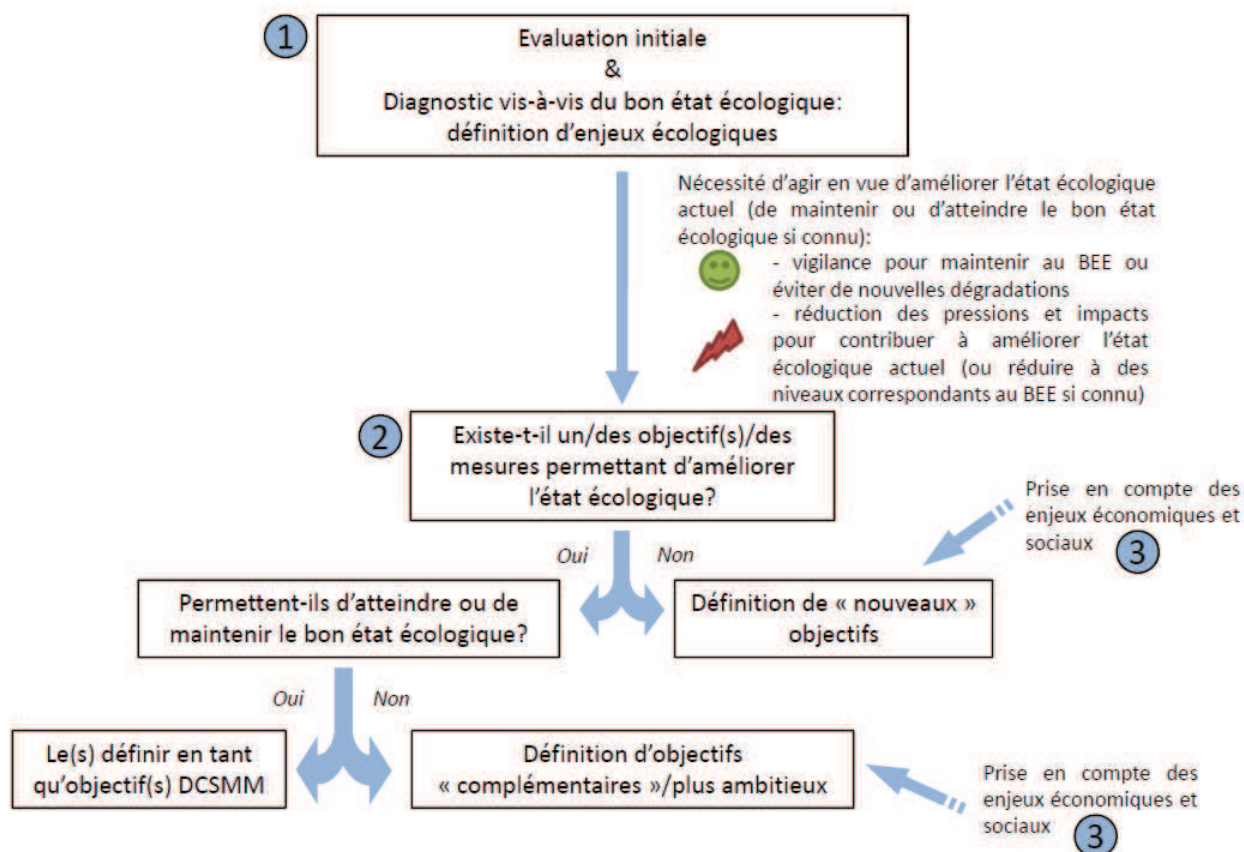 1
Evaluation initiale
&
Diagnostic vis-à-vis du bon état écologique:
définition d'enjeux écologiques
Nécessité d'agir en vue d'améliorer l'état écologique
actuel (de maintenir ou d'atteindre le bon état
écologique si connu):
- vigilance pour maintenir au BEE ou
éviter de nouvelles dégradations
- réduction des pressions et impacts
pour contribuer à améliorer l'état
écologique actuel (ou réduire à des
niveaux correspondants au BEE si connu)
2
Existe-t-il un/des objectif(s)/des
mesures permettant d'améliorer
l'état écologique?
Prise en compte des
enjeux économiques et
sociaux 3
Oui Non
Permettent-ils d'atteindre ou de
maintenir le bon état écologique?
Définition de « nouveaux »
objectifs
Oui Non
Le(s) définir en tant
qu'objectif(s) DCSMM
Définition d'objectifs
« complémentaires »/plus ambitieux
Prise en compte des
enjeux économiques et
sociaux 3